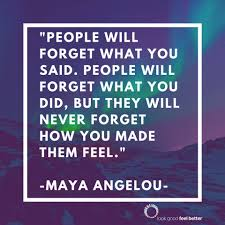 "PEOPLE WILL
FORGET WHAT YOU
SAID. PEOPLE WILL
FORGET WHAT YOU
DID, BUT THEY WILL
NEVER FORGET
HOW YOU MADE
THEM FEEL."
-MAYA ANGELOU-
look good feel better